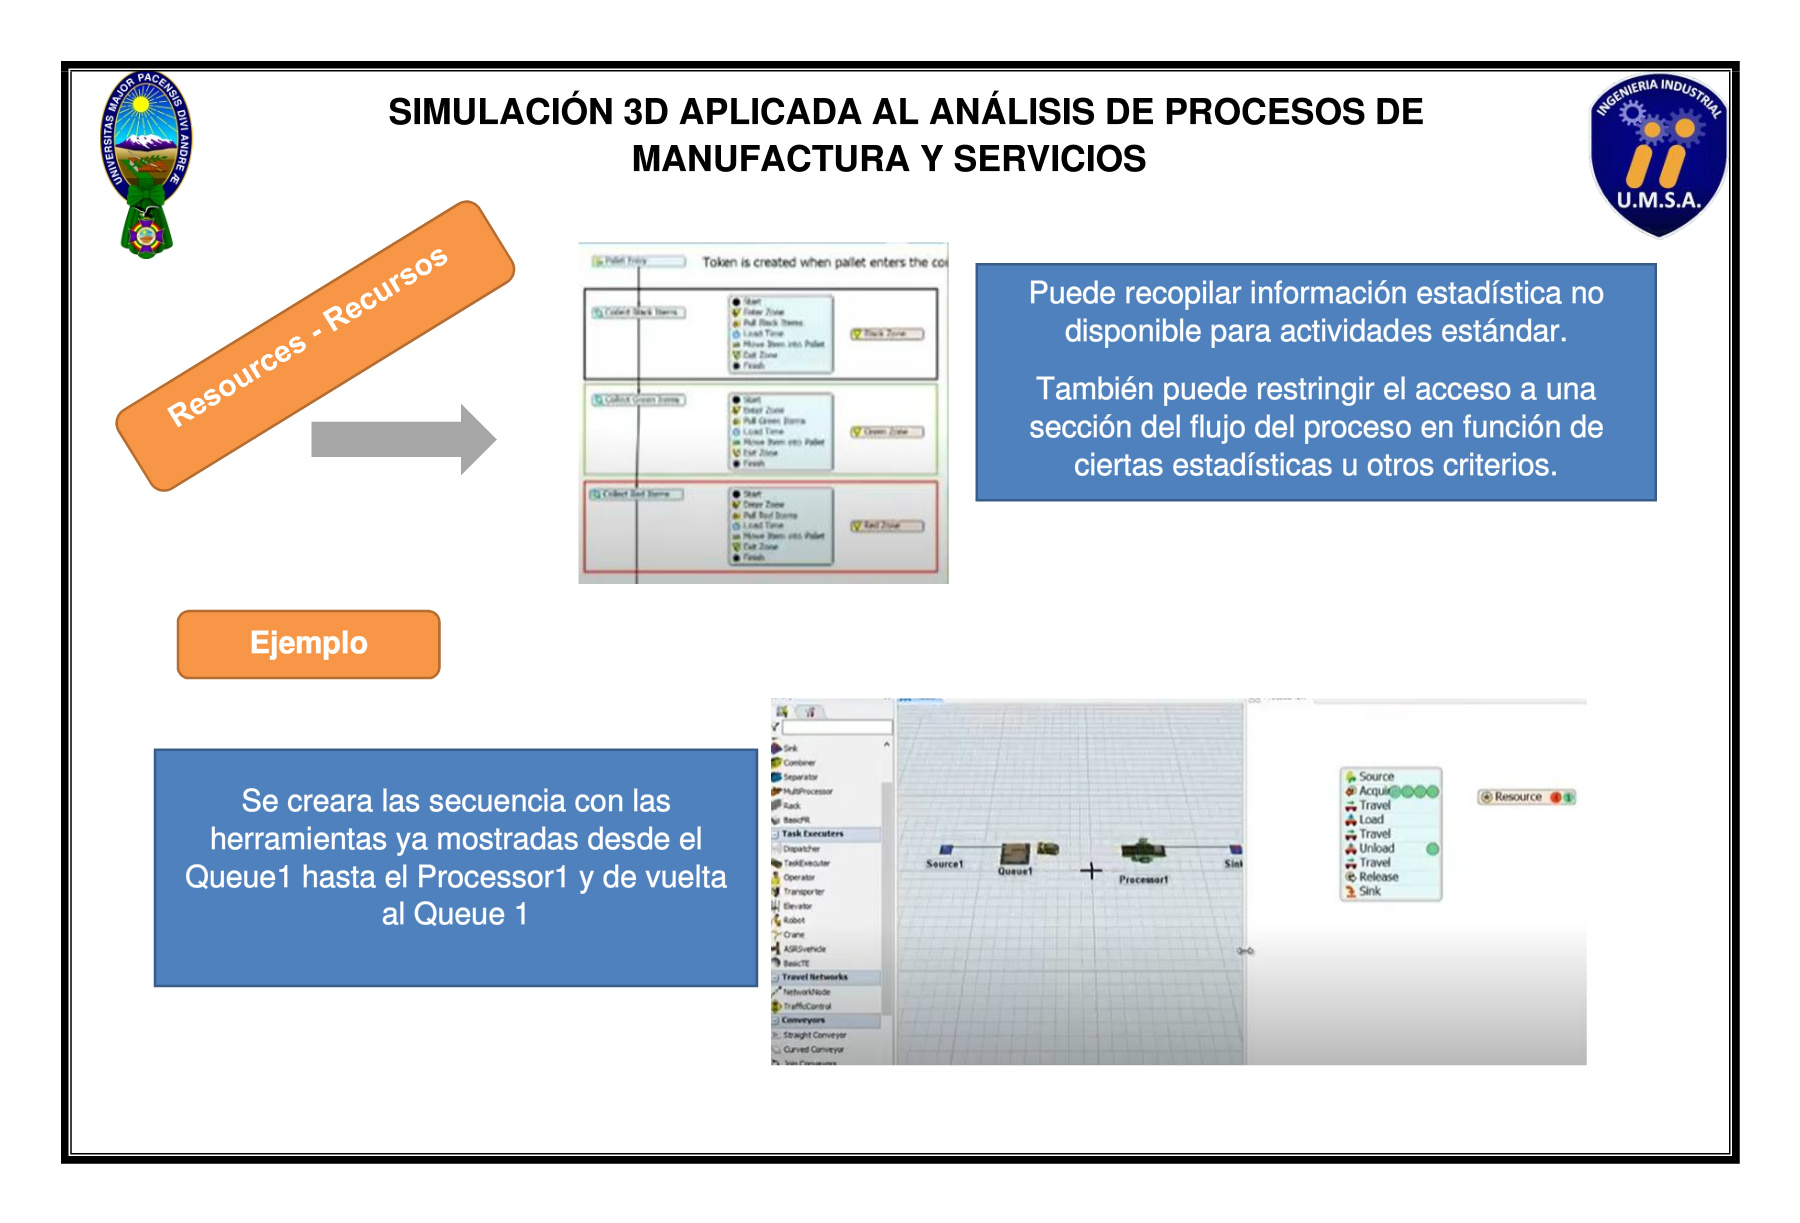 UNIVERSITAS MAJOR PACENSIS DIVI ANDRE Æ
SIMULACIÓN 3D APLICADA AL ANÁLISIS DE PROCESOS DE
MANUFACTURA Y SERVICIOS
INGENIERIA INDUSTRIAL
U.M.S.A.
Resources - Recursos
Pallet Entry
Token is created when pallet enters the
Collect Black Items
Start
Enter Zone
Pull Black Items
Load Time
Move Item into Pallet
Exit Zone
Finish
Black Zone
Collect Green Items
Start
Enter Zone
Pull Green Items
Load Time
Move Item into Pallet
Exit Zone
Finish
Green Zone
Collect Red Items
Start
Enter Zone
Pull Red Items
Load Time
Move Item into Pallet
Exit Zone
Finish
Red Zone
Puede recopilar información estadística no
disponible para actividades estándar.
También puede restringir el acceso a una
sección del flujo del proceso en función de
ciertas estadísticas u otros criterios.
Ejemplo
Se creara las secuencia con las
herramientas ya mostradas desde el
Queue1 hasta el Processor1 y de vuelta
al Queue 1
Sink
Combiner
Separator
MultiProcessor
Rack
BasicFR
Task Executers
Dispatcher
TaskExecuter
Operator
Transporter
Elevator
Robot
Crane
ASRSvehicle
BasicTE
Travel Networks
NetworkNode
TrafficControl
Conveyors
Straight Conveyor
Curved Conveyor
Join Conveyors
Source1
Queue1
Processor1
Sink
Source
Acquire
Travel
Load
Travel
Unload
Travel
Release
Sink
Resource